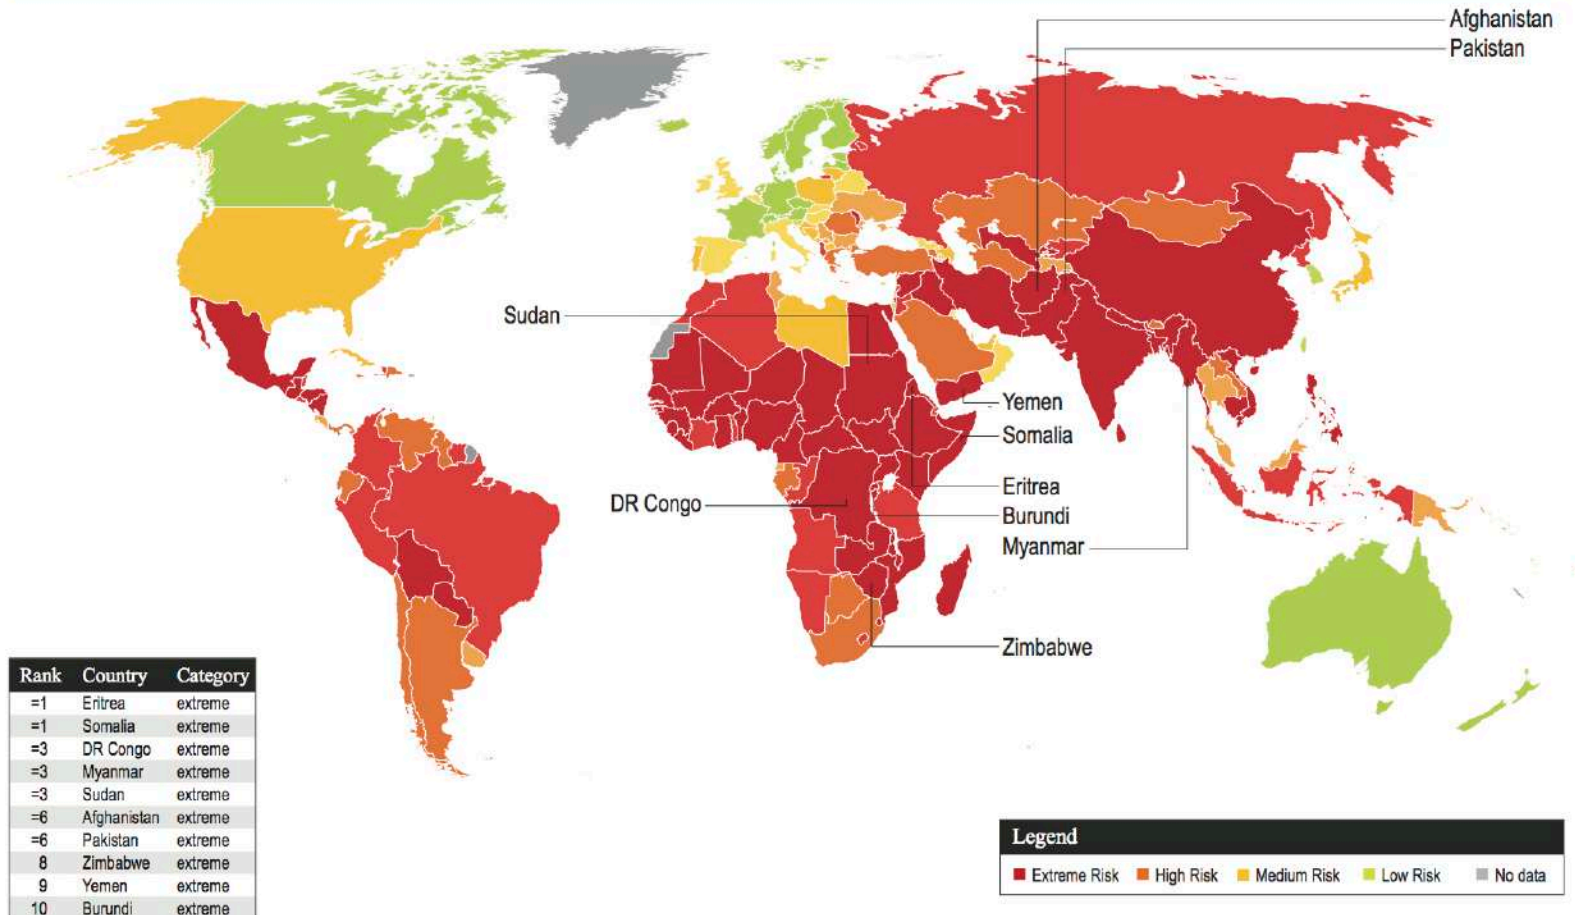 Afghanistan
Pakistan
Sudan
Yemen
Somalia
Eritrea
DR Congo
Burundi
Myanmar
Zimbabwe
Rank Country Category
=1 Eritrea extreme
=1 Somalia extreme
=3 DR Congo extreme
=3 Myanmar extreme
=3 Sudan extreme
=6 Afghanistan extreme
=6 Pakistan extreme
8 Zimbabwe extreme
9 Yemen extreme
10 Burundi extreme
Legend
Extreme Risk High Risk Medium Risk Low Risk No data